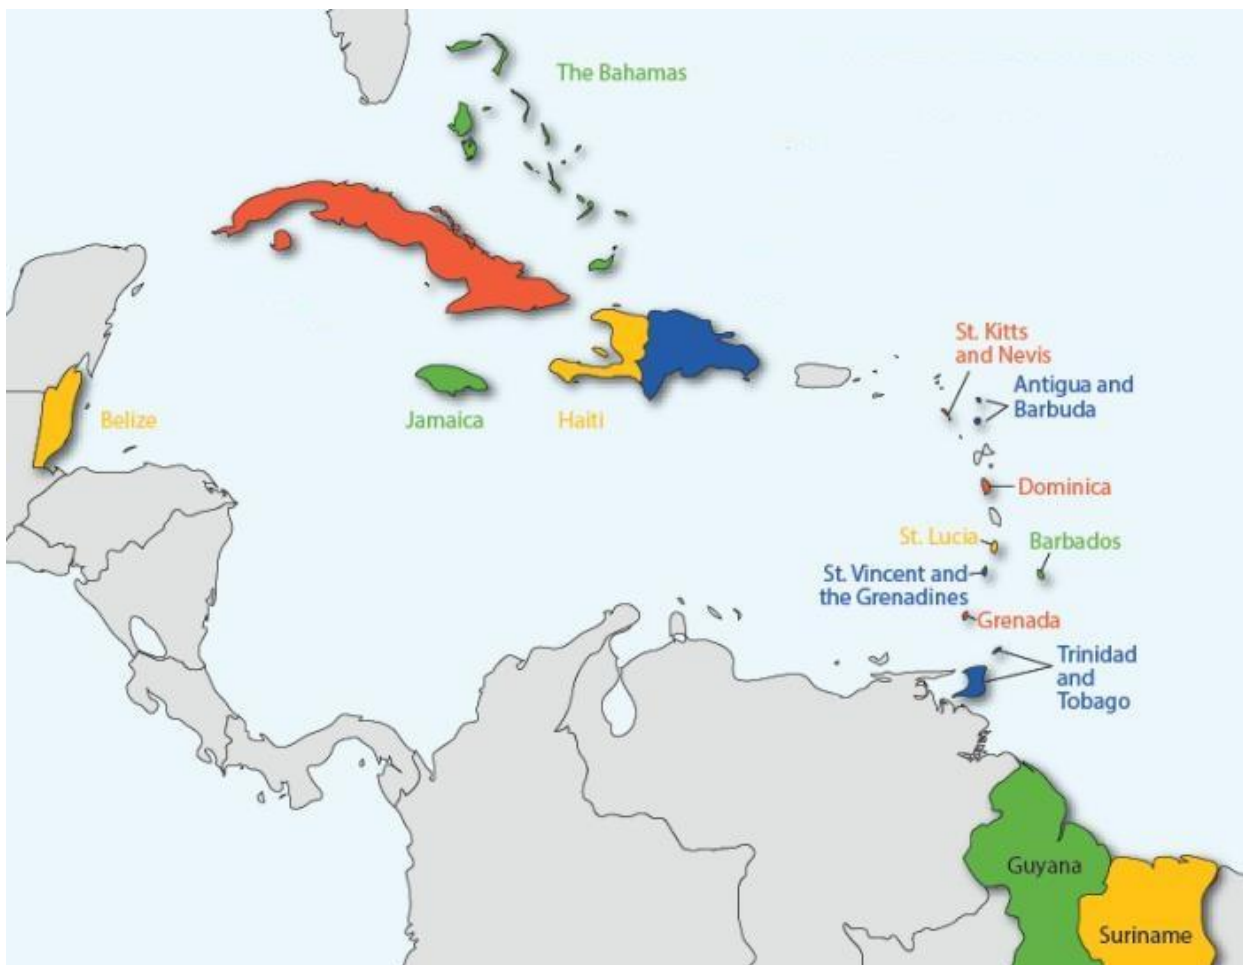 The Bahamas
St. Kitts
and Nevis
Antigua and
Barbuda
Belize
Jamaica
Haiti
Dominica
St. Lucia
Barbados
St. Vincent and
the Grenadines
Grenada
Trinidad
and
Tobago
Guyana
Suriname